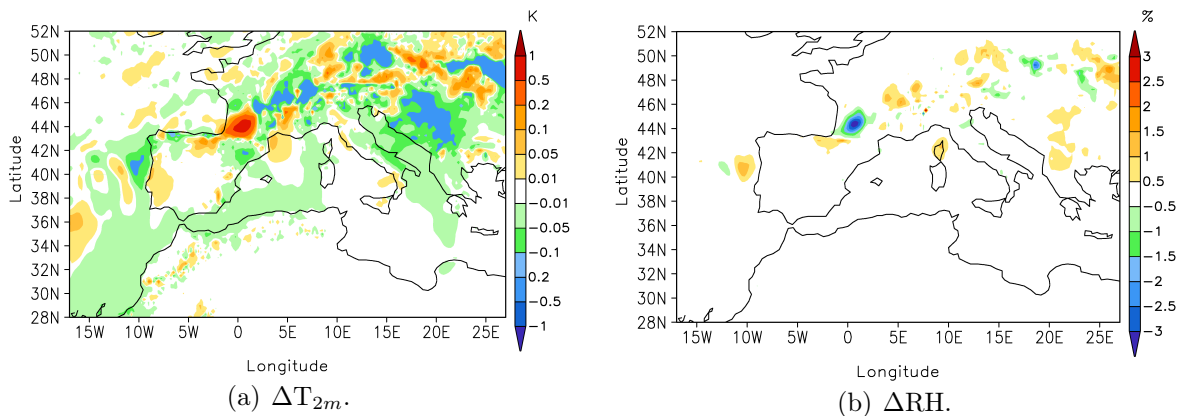 K
52N
50N
48N
46N
44N
42N
40N
38N
36N
34N
32N
30N
28N
Latitude
15W 10W 5W 0 5E 10E 15E 20E 25E
Longitude
1
0.5
0.2
0.1
0.05
0.01
−0.01
−0.05
−0.1
−0.2
−0.5
−1
(a) ΔT2m.
%
52N
50N
48N
46N
44N
42N
40N
38N
36N
34N
32N
30N
28N
Latitude
15W 10W 5W 0 5E 10E 15E 20E 25E
Longitude
3
2.5
2
1.5
1
0.5
−0.5
−1
−1.5
−2
−2.5
−3
(b) ΔRH.